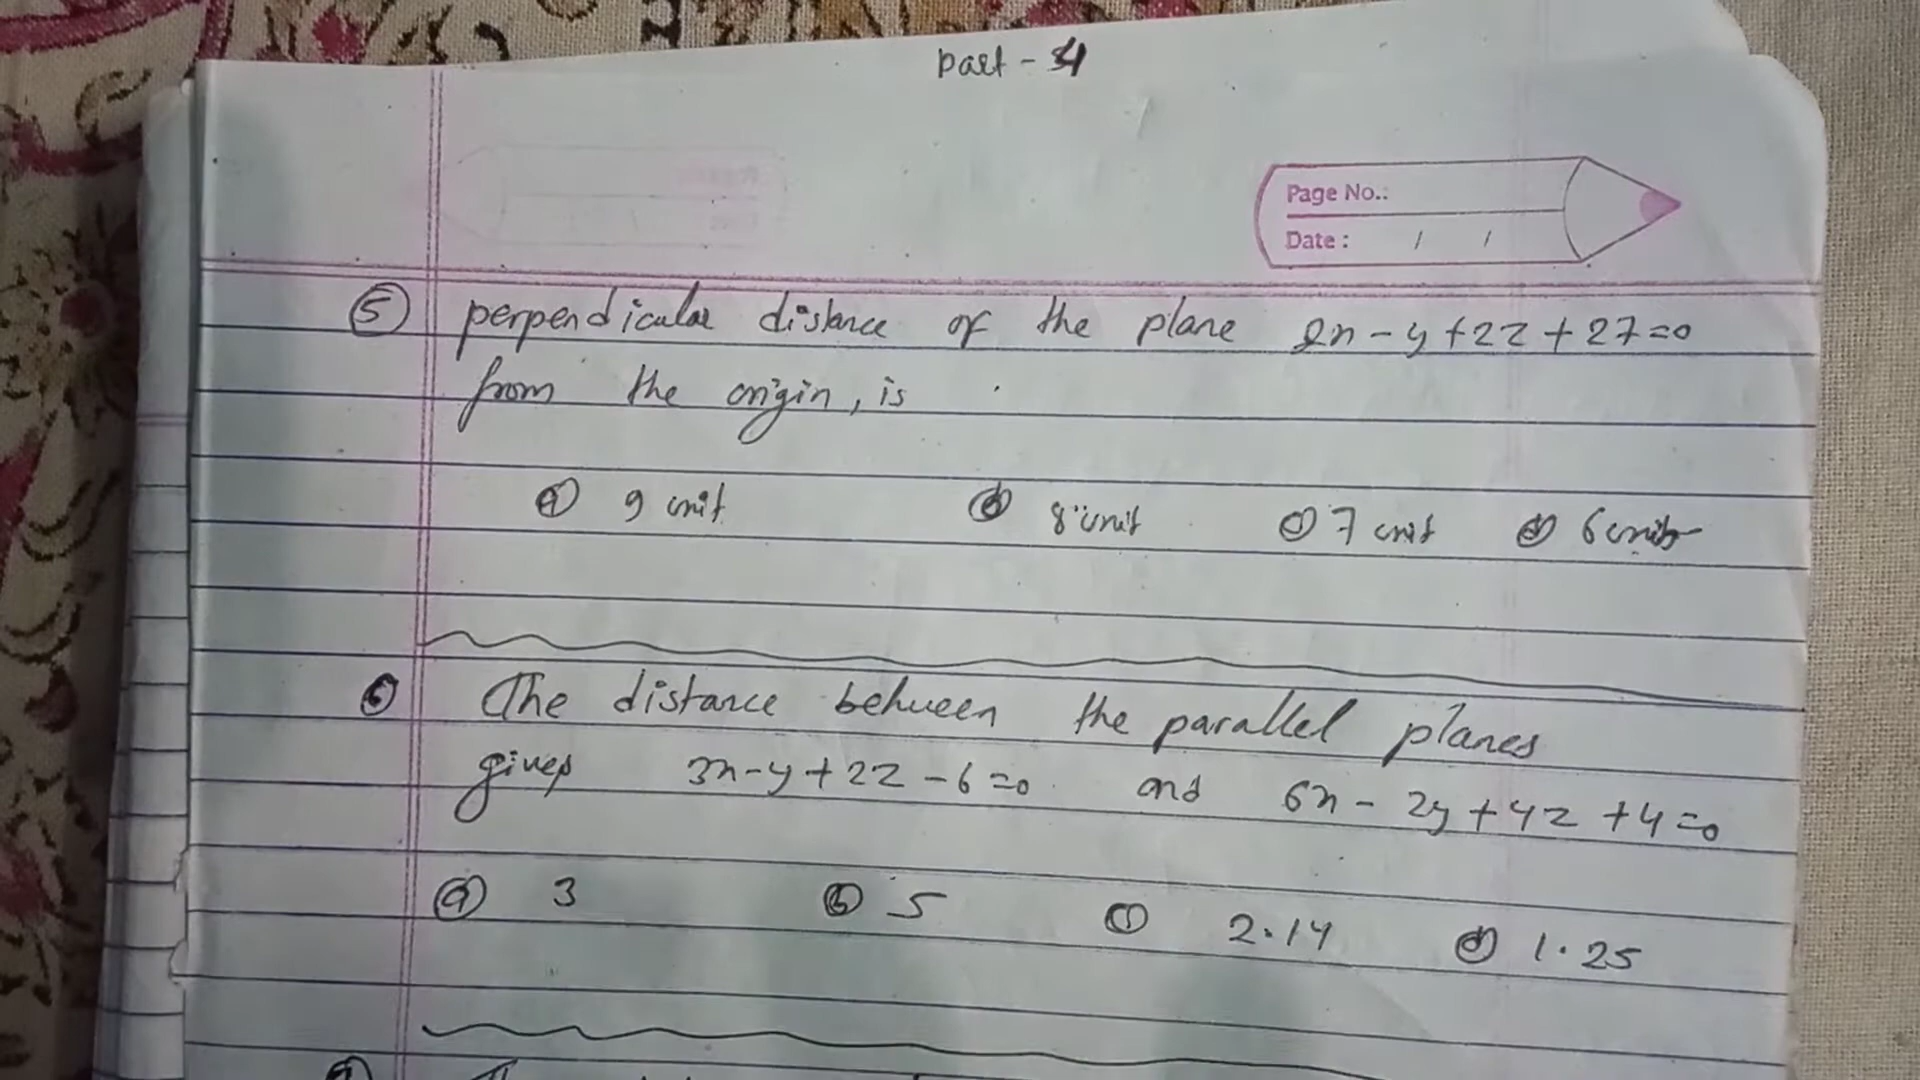 part - 4
Page No.:
Date : / /
⑤ perpendicular distance of the plane 2x - y + 2z + 27 = 0
from the origin, is
ⓐ 9 unit ⓑ 8 unit ⓒ 7 unit ⓓ 6 units
⑥ The distance between the parallel planes
gives 3x - y + 2z - 6 = 0 and 6x - 2y + 4z + 4 = 0
ⓐ 3 ⓑ 5 ⓒ 2.14 ⓓ 1.25